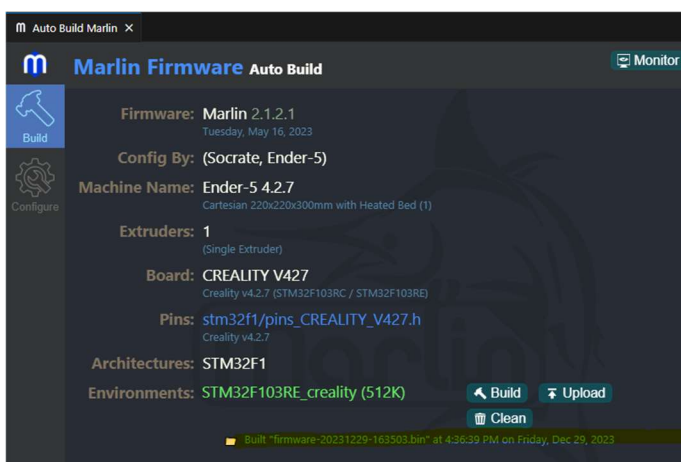 Auto Build Marlin
Marlin Firmware Auto Build
Monitor
Build
Configure
Firmware: Marlin 2.1.2.1
Tuesday, May 16, 2023
Config By: (Socrate, Ender-5)
Machine Name: Ender-5 4.2.7
Cartesian 220x220x300mm with Heated Bed (1)
Extruders: 1
(Single Extruder)
Board: CREALITY V427
Creality v4.2.7 (STM32F103RC / STM32F103RE)
Pins: stm32f1/pins_CREALITY_V427.h
Creality v4.2.7
Architectures: STM32F1
Environments: STM32F103RE_creality (512K)
Build
Upload
Clean
Built "firmware-20231229-163503.bin" at 4:36:39 PM on Friday, Dec 29, 2023
marlin